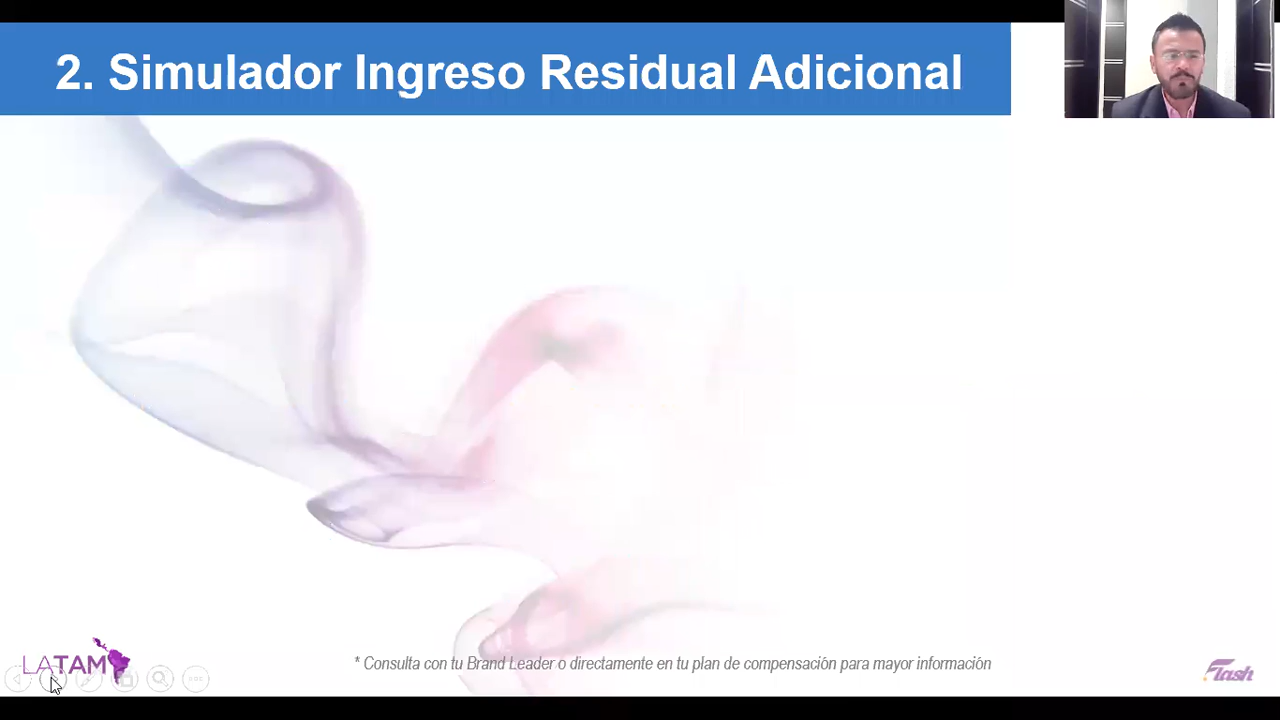 2. Simulador Ingreso Residual Adicional
LATAM
* Consulta con tu Brand Leader o directamente en tu plan de compensación para mayor información
Flash